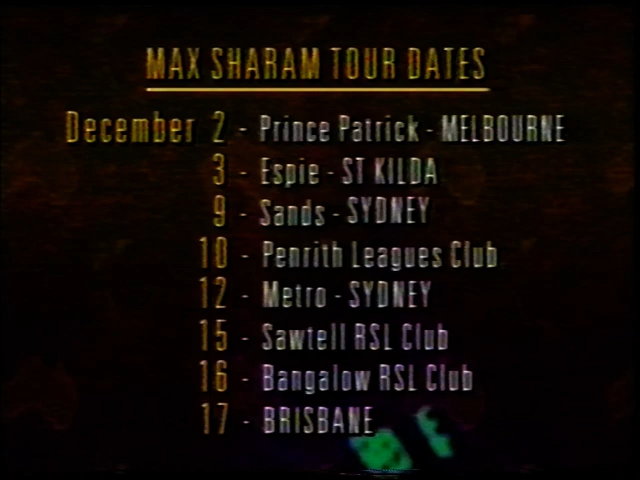 MAX SHARAM TOUR DATES
December 2 - Prince Patrick - MELBOURNE
3 - Espie - ST KILDA
9 - Sands - SYDNEY
10 - Penrith Leagues Club
12 - Metro - SYDNEY
15 - Sawtell RSL Club
16 - Bangalow RSL Club
17 - BRISBANE